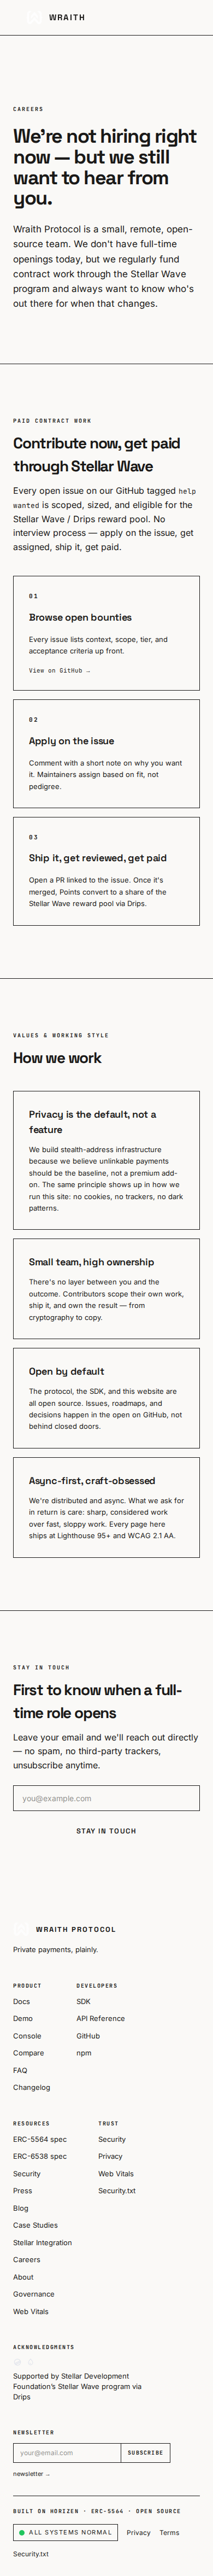 WRAITH
CAREERS
We're not hiring right
now — but we still
want to hear from
you.
Wraith Protocol is a small, remote, open-
source team. We don't have full-time
openings today, but we regularly fund
contract work through the Stellar Wave
program and always want to know who's
out there for when that changes.
PAID CONTRACT WORK
Contribute now, get paid
through Stellar Wave
Every open issue on our GitHub tagged help
wanted is scoped, sized, and eligible for the
Stellar Wave / Drips reward pool. No
interview process — apply on the issue, get
assigned, ship it, get paid.
01
Browse open bounties
Every issue lists context, scope, tier, and
acceptance criteria up front.
View on GitHub →
02
Apply on the issue
Comment with a short note on why you want
it. Maintainers assign based on fit, not
pedigree.
03
Ship it, get reviewed, get paid
Open a PR linked to the issue. Once it's
merged, Points convert to a share of the
Stellar Wave reward pool via Drips.
VALUES & WORKING STYLE
How we work
Privacy is the default, not a
feature
We build stealth-address infrastructure
because we believe unlinkable payments
should be the baseline, not a premium add-
on. The same principle shows up in how we
run this site: no cookies, no trackers, no dark
patterns.
Small team, high ownership
There's no layer between you and the
outcome. Contributors scope their own work,
ship it, and own the result — from
cryptography to copy.
Open by default
The protocol, the SDK, and this website are
all open source. Issues, roadmaps, and
decisions happen in the open on GitHub, not
behind closed doors.
Async-first, craft-obsessed
We're distributed and async. What we ask for
in return is care: sharp, considered work
over fast, sloppy work. Every page here
ships at Lighthouse 95+ and WCAG 2.1 AA.
STAY IN TOUCH
First to know when a full-
time role opens
Leave your email and we'll reach out directly
— no spam, no third-party trackers,
unsubscribe anytime.
you@example.com
STAY IN TOUCH
WRAITH PROTOCOL
Private payments, plainly.
PRODUCT
Docs
Demo
Console
Compare
FAQ
Changelog
DEVELOPERS
SDK
API Reference
GitHub
npm
RESOURCES
ERC-5564 spec
ERC-6538 spec
Security
Press
Blog
Case Studies
Stellar Integration
Careers
About
Governance
Web Vitals
TRUST
Security
Privacy
Web Vitals
Security.txt
ACKNOWLEDGMENTS
Supported by Stellar Development
Foundation's Stellar Wave program via
Drips
NEWSLETTER
your@email.com
SUBSCRIBE
newsletter →
BUILT ON HORIZEN · ERC-5564 · OPEN SOURCE
ALL SYSTEMS NORMAL
Privacy
Terms
Security.txt